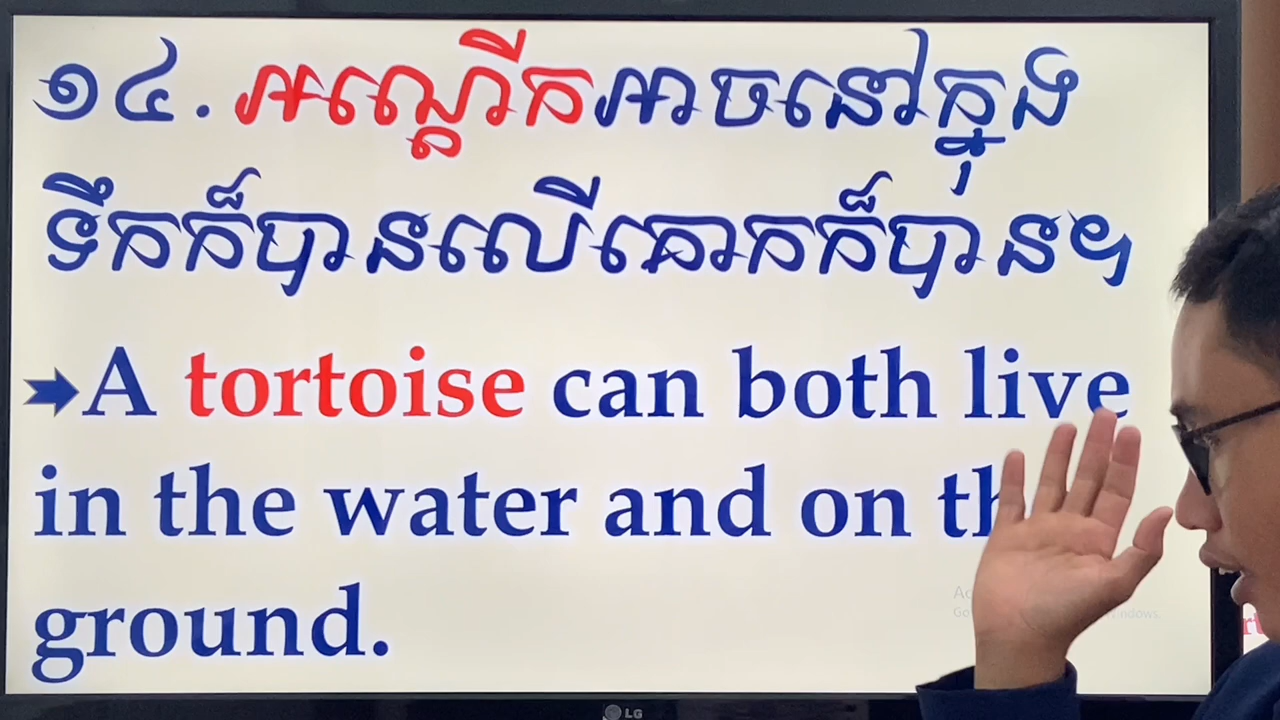 ១៤. អណ្តើកអាចនៅក្នុង
ទឹកក៏បានលើគោកក៏បាន។
A tortoise can both live
in the water and on th
ground.
LG